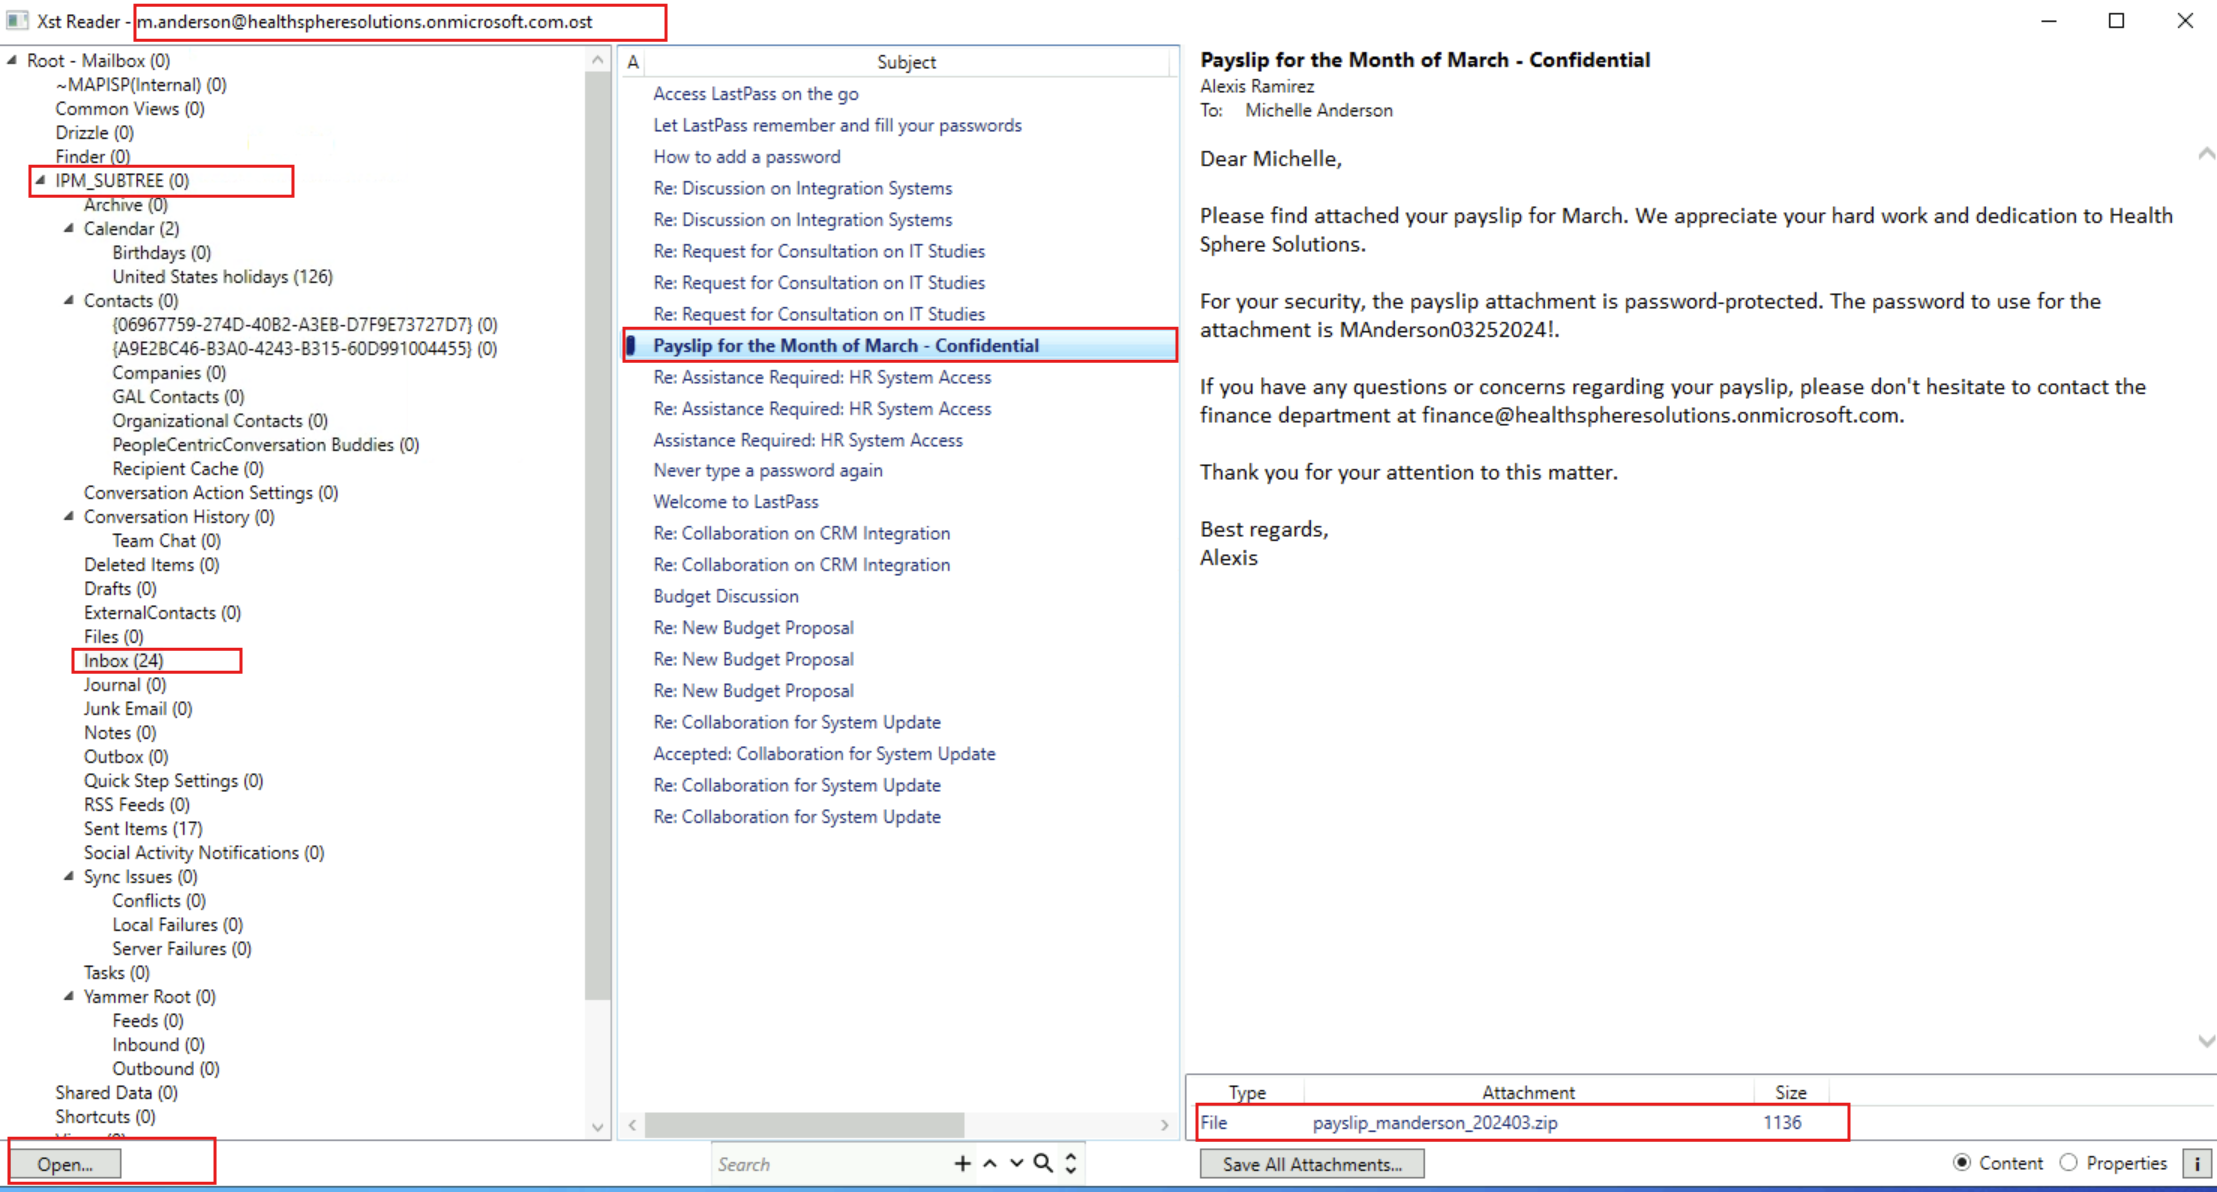 Xst Reader - m.anderson@healthspheresolutions.onmicrosoft.com.ost
Root - Mailbox (0)
~MAPISP(Internal) (0)
Common Views (0)
Drizzle (0)
Finder (0)
IPM_SUBTREE (0)
Archive (0)
Calendar (2)
Birthdays (0)
United States holidays (126)
Contacts (0)
{06967759-274D-40B2-A3EB-D7F9E73727D7} (0)
{A9E2BC46-B3A0-4243-B315-60D991004455} (0)
Companies (0)
GAL Contacts (0)
Organizational Contacts (0)
PeopleCentricConversation Buddies (0)
Recipient Cache (0)
Conversation Action Settings (0)
Conversation History (0)
Team Chat (0)
Deleted Items (0)
Drafts (0)
ExternalContacts (0)
Files (0)
Inbox (24)
Journal (0)
Junk Email (0)
Notes (0)
Outbox (0)
Quick Step Settings (0)
RSS Feeds (0)
Sent Items (17)
Social Activity Notifications (0)
Sync Issues (0)
Conflicts (0)
Local Failures (0)
Server Failures (0)
Tasks (0)
Yammer Root (0)
Feeds (0)
Inbound (0)
Outbound (0)
Shared Data (0)
Shortcuts (0)
Open...
A Subject
Access LastPass on the go
Let LastPass remember and fill your passwords
How to add a password
Re: Discussion on Integration Systems
Re: Discussion on Integration Systems
Re: Request for Consultation on IT Studies
Re: Request for Consultation on IT Studies
Re: Request for Consultation on IT Studies
Payslip for the Month of March - Confidential
Re: Assistance Required: HR System Access
Re: Assistance Required: HR System Access
Assistance Required: HR System Access
Never type a password again
Welcome to LastPass
Re: Collaboration on CRM Integration
Re: Collaboration on CRM Integration
Budget Discussion
Re: New Budget Proposal
Re: New Budget Proposal
Re: New Budget Proposal
Re: Collaboration for System Update
Accepted: Collaboration for System Update
Re: Collaboration for System Update
Re: Collaboration for System Update
Search
Payslip for the Month of March - Confidential
Alexis Ramirez
To: Michelle Anderson
Dear Michelle,
Please find attached your payslip for March. We appreciate your hard work and dedication to Health
Sphere Solutions.
For your security, the payslip attachment is password-protected. The password to use for the
attachment is MAnderson03252024!.
If you have any questions or concerns regarding your payslip, please don't hesitate to contact the
finance department at finance@healthspheresolutions.onmicrosoft.com.
Thank you for your attention to this matter.
Best regards,
Alexis
Type Attachment Size
File payslip_manderson_202403.zip 1136
Save All Attachments... Content Properties i